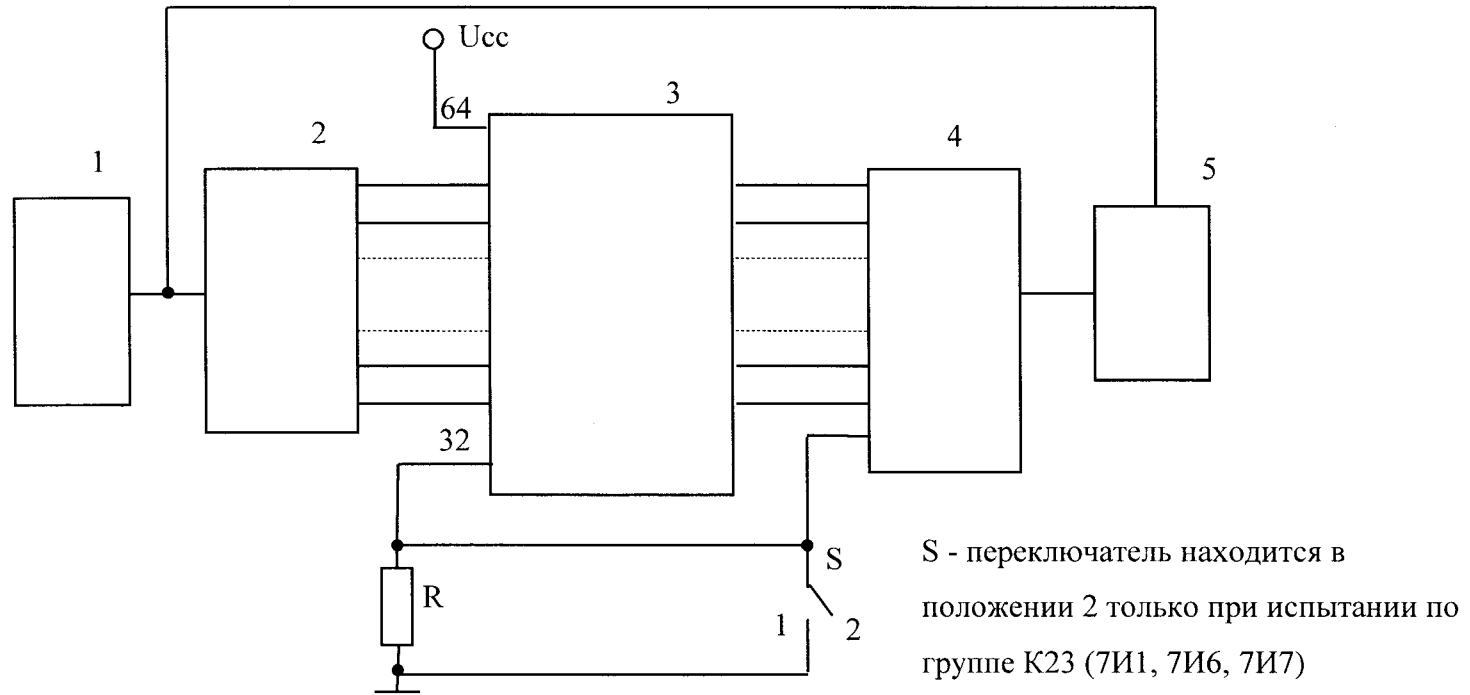 Ucc
64
3
2
4
1
5
32
S
R
1
2
S - переключатель находится в
положении 2 только при испытании по
группе К23 (7И1, 7И6, 7И7)